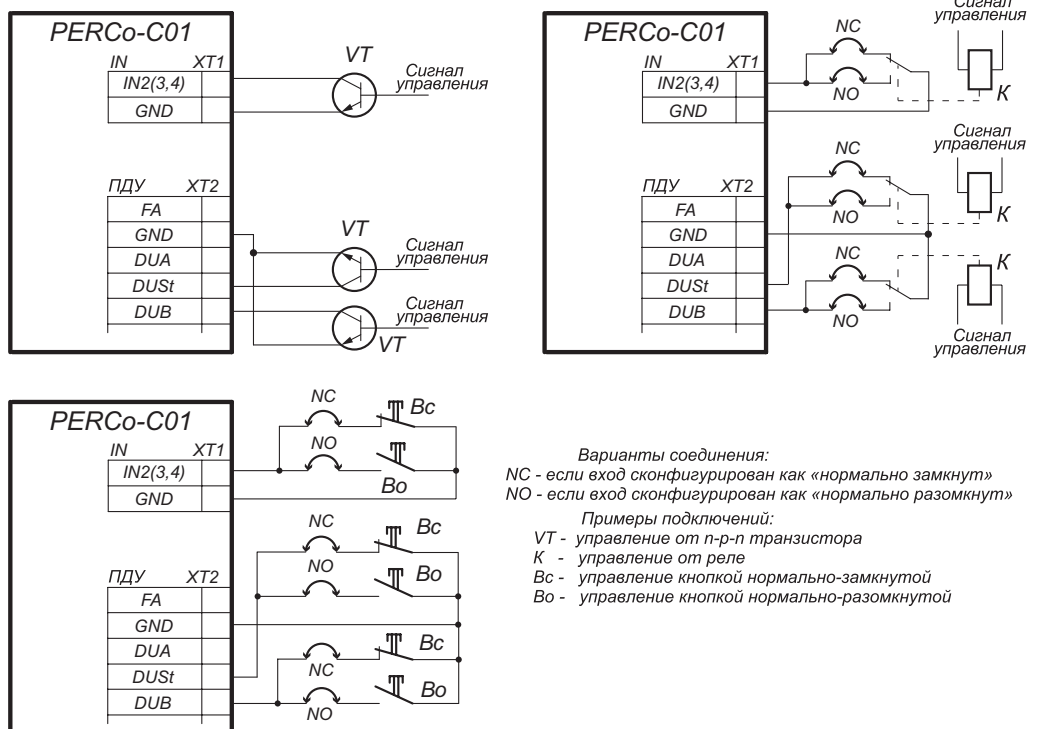 PERCo-C01
IN XT1
IN2(3,4)
GND
ПДУ XT2
FA
GND
DUA
DUSt
DUB
VT
Сигнал
управления
VT
Сигнал
управления
Сигнал
управления
VT
PERCo-C01
IN XT1
IN2(3,4)
GND
ПДУ XT2
FA
GND
DUA
DUSt
DUB
NC
NO
Сигнал
управления
К
Сигнал
управления
NC
NO
К
NC
NO
К
Сигнал
управления
PERCo-C01
IN XT1
IN2(3,4)
GND
ПДУ XT2
FA
GND
DUA
DUSt
DUB
NC
Вс
NO
Во
NC
Вс
NO
Во
NC
Вс
NO
Во
Варианты соединения:
NC - если вход сконфигурирован как «нормально замкнут»
NO - если вход сконфигурирован как «нормально разомкнут»
Примеры подключений:
VT - управление от n-p-n транзистора
К - управление от реле
Вс - управление кнопкой нормально-замкнутой
Во - управление кнопкой нормально-разомкнутой